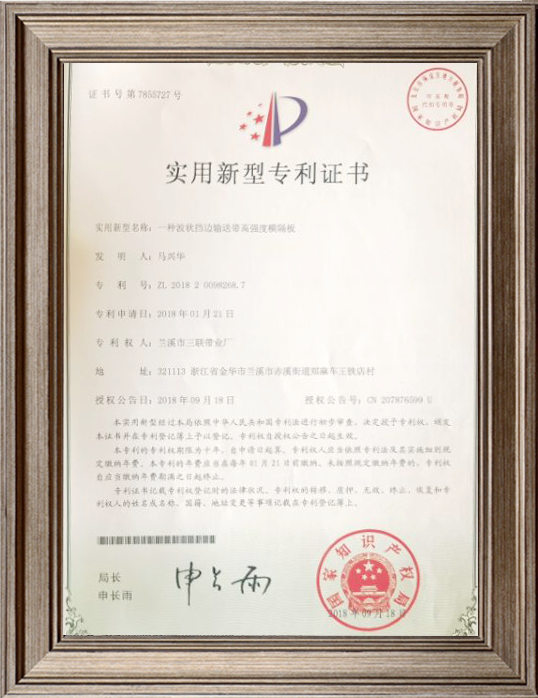 证书号第7855727号
实用新型专利证书
实用新型名称：一种波状挡边输送带高强度横隔板
发明人：马兴华
专利号：ZL 2018 2 0098268.7
专利申请日：2018年01月21日
专利权人：兰溪市三联带业厂
地址：321113 浙江省金华市兰溪市赤溪街道郑麻车王铁店村
授权公告日：2018年09月18日 授权公告号：CN 207876599 U
本实用新型经过本局依照中华人民共和国专利法进行初步审查，决定授予专利权，颁发
本证书并在专利登记簿上予以登记。专利权自授权公告之日起生效。
本专利的专利权期限为十年，自申请日起算。专利权人应当依照专利法及其实施细则规
定缴纳年费。本专利的年费应当在每年01月21日前缴纳。未按照规定缴纳年费的，专利权
自应当缴纳年费期满之日起终止。
专利证书记载专利权登记时的法律状况。专利权的转移、质押、无效、终止、恢复和专
利权人的姓名或名称、国籍、地址变更等事项记载在专利登记簿上。
局长
申长雨
申长雨
国家知识产权局
2018年09月18日